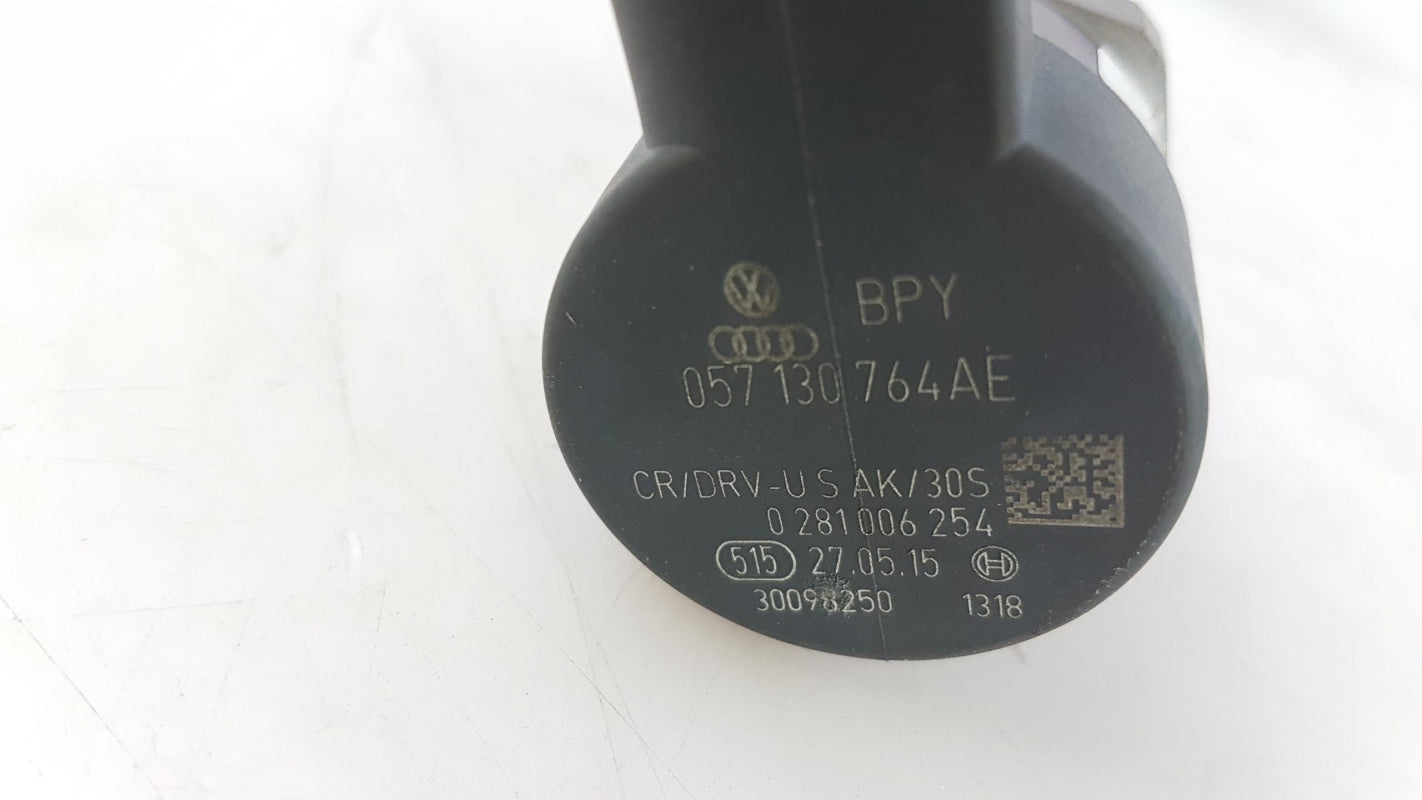 BPY
057 130 764AE
CR/DRV-U S AK/30S
0 281 006 254
515 27.05.15
30098250 1318